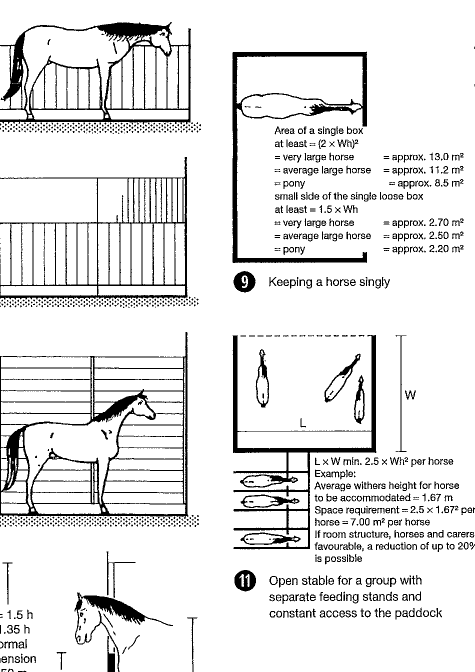 Area of a single box
at least = (2 × Wh)²
= very large horse = approx. 13.0 m²
= average large horse = approx. 11.2 m²
= pony = approx. 8.5 m²
small side of the single loose box
at least = 1.5 × Wh
= very large horse = approx. 2.70 m²
= average large horse = approx. 2.50 m²
= pony = approx. 2.20 m²
9 Keeping a horse singly
W
L
L × W min. 2.5 × Wh² per horse
Example:
Average withers height for horse
to be accommodated = 1.67 m
Space requirement = 2.5 × 1.67² per
horse = 7.00 m² per horse
If room structure, horses and carers
favourable, a reduction of up to 20%
is possible
11 Open stable for a group with
separate feeding stands and
constant access to the paddock
= 1.5 h
1.35 h